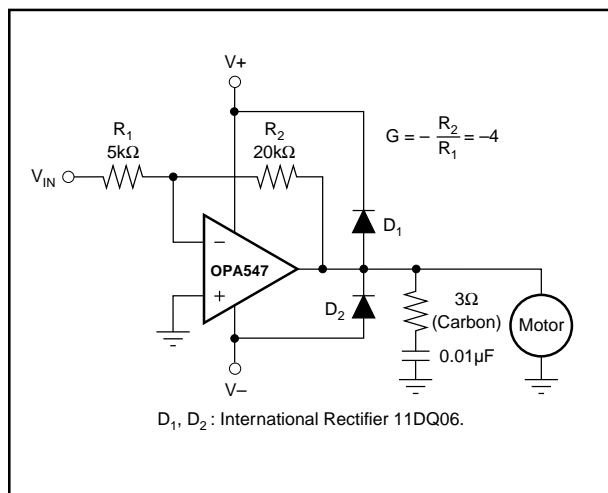 V+
R1
5kΩ
R2
20kΩ
G = – R2/R1 = –4
VIN
D1
–
OPA547
+
D2
3Ω
(Carbon)
Motor
0.01µF
V–
D1, D2 : International Rectifier 11DQ06.